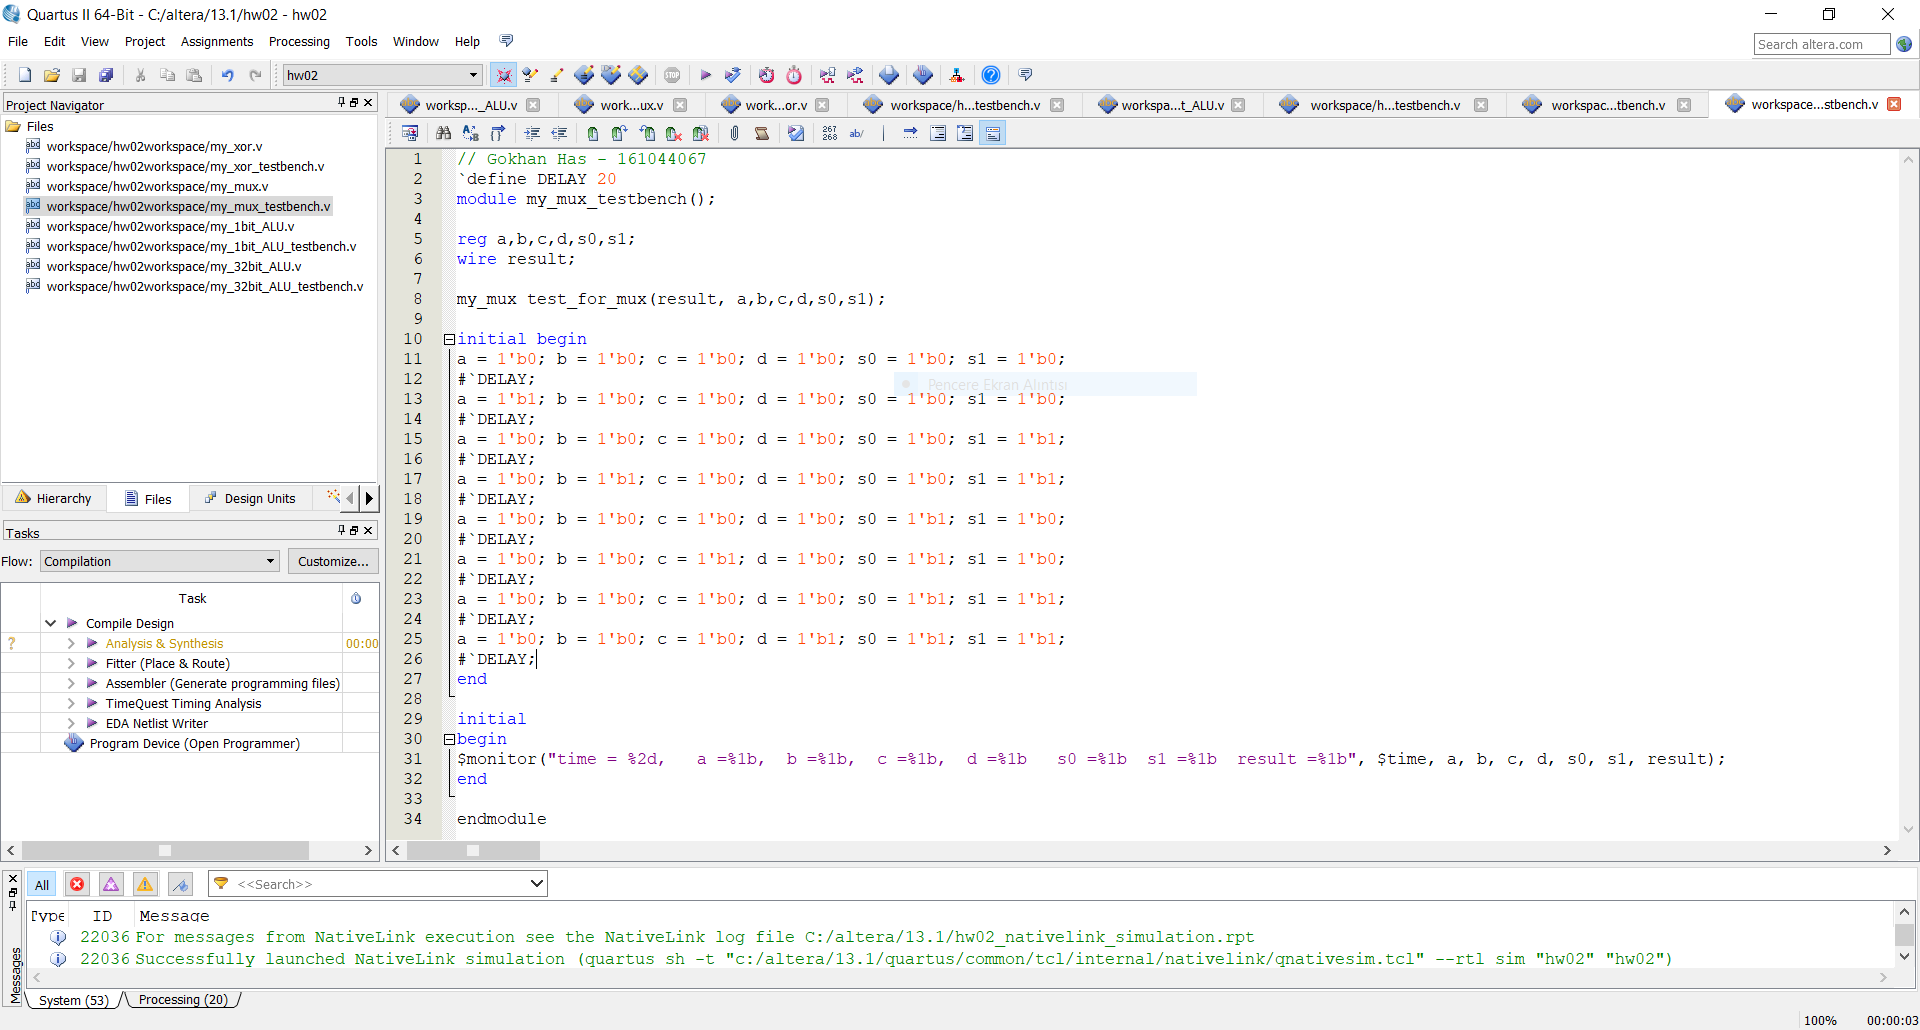 Quartus II 64-Bit - C:/altera/13.1/hw02 - hw02
File Edit View Project Assignments Processing Tools Window Help
Search altera.com
hw02
STOP
Project Navigator
Files
workspace/hw02workspace/my_xor.v
workspace/hw02workspace/my_xor_testbench.v
workspace/hw02workspace/my_mux.v
workspace/hw02workspace/my_mux_testbench.v
workspace/hw02workspace/my_1bit_ALU.v
workspace/hw02workspace/my_1bit_ALU_testbench.v
workspace/hw02workspace/my_32bit_ALU.v
workspace/hw02workspace/my_32bit_ALU_testbench.v
Hierarchy Files Design Units
Tasks
Flow: Compilation Customize...
Task
Compile Design
? Analysis & Synthesis 00:00
Fitter (Place & Route)
Assembler (Generate programming files)
TimeQuest Timing Analysis
EDA Netlist Writer
Program Device (Open Programmer)
worksp..._ALU.v work...ux.v work...or.v workspace/h...testbench.v workspa...t_ALU.v workspace/h...testbench.v workspac...tbench.v workspace...stbench.v
267 268 ab/
1 // Gokhan Has - 161044067
2 `define DELAY 20
3 module my_mux_testbench();
4
5 reg a,b,c,d,s0,s1;
6 wire result;
7
8 my_mux test_for_mux(result, a,b,c,d,s0,s1);
9
10 initial begin
11 a = 1'b0; b = 1'b0; c = 1'b0; d = 1'b0; s0 = 1'b0; s1 = 1'b0;
12 #`DELAY;
Pencere Ekran Alıntısı
13 a = 1'b1; b = 1'b0; c = 1'b0; d = 1'b0; s0 = 1'b0; s1 = 1'b0;
14 #`DELAY;
15 a = 1'b0; b = 1'b0; c = 1'b0; d = 1'b0; s0 = 1'b0; s1 = 1'b1;
16 #`DELAY;
17 a = 1'b0; b = 1'b1; c = 1'b0; d = 1'b0; s0 = 1'b0; s1 = 1'b1;
18 #`DELAY;
19 a = 1'b0; b = 1'b0; c = 1'b0; d = 1'b0; s0 = 1'b1; s1 = 1'b0;
20 #`DELAY;
21 a = 1'b0; b = 1'b0; c = 1'b1; d = 1'b0; s0 = 1'b1; s1 = 1'b0;
22 #`DELAY;
23 a = 1'b0; b = 1'b0; c = 1'b0; d = 1'b0; s0 = 1'b1; s1 = 1'b1;
24 #`DELAY;
25 a = 1'b0; b = 1'b0; c = 1'b0; d = 1'b1; s0 = 1'b1; s1 = 1'b1;
26 #`DELAY;
27 end
28
29 initial
30 begin
31 $monitor("time = %2d,   a =%1b,  b =%1b,  c =%1b,  d =%1b   s0 =%1b  s1 =%1b  result =%1b", $time, a, b, c, d, s0, s1, result);
32 end
33
34 endmodule
Messages
All <<Search>>
Type ID Message
22036 For messages from NativeLink execution see the NativeLink log file C:/altera/13.1/hw02_nativelink_simulation.rpt
22036 Successfully launched NativeLink simulation (quartus sh -t "c:/altera/13.1/quartus/common/tcl/internal/nativelink/qnativesim.tcl" --rtl sim "hw02" "hw02")
System (53) Processing (20)
100% 00:00:03